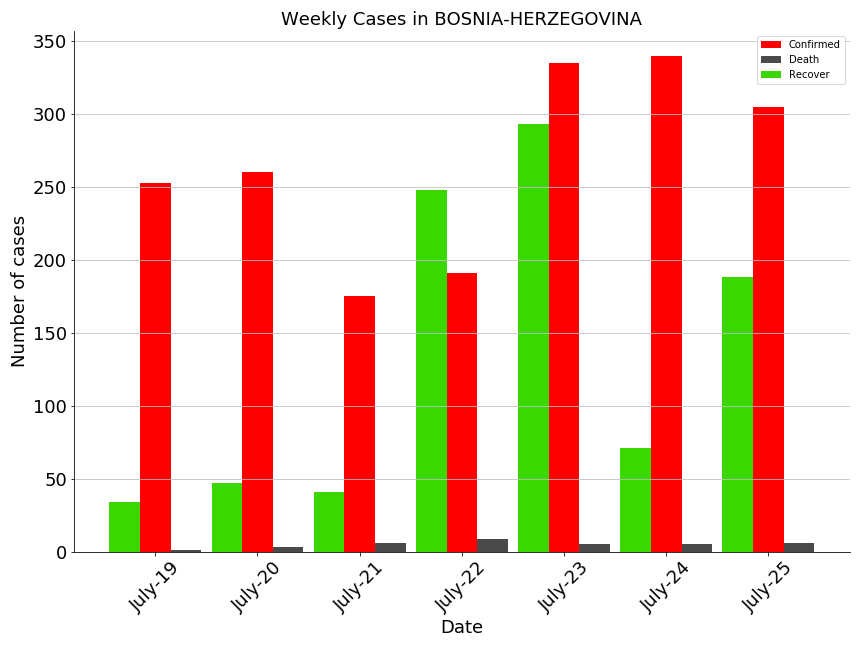 Weekly Cases in BOSNIA-HERZEGOVINA
Confirmed
Death
Recover
Number of cases
350
300
250
200
150
100
50
0
July-19
July-20
July-21
July-22
July-23
July-24
July-25
Date